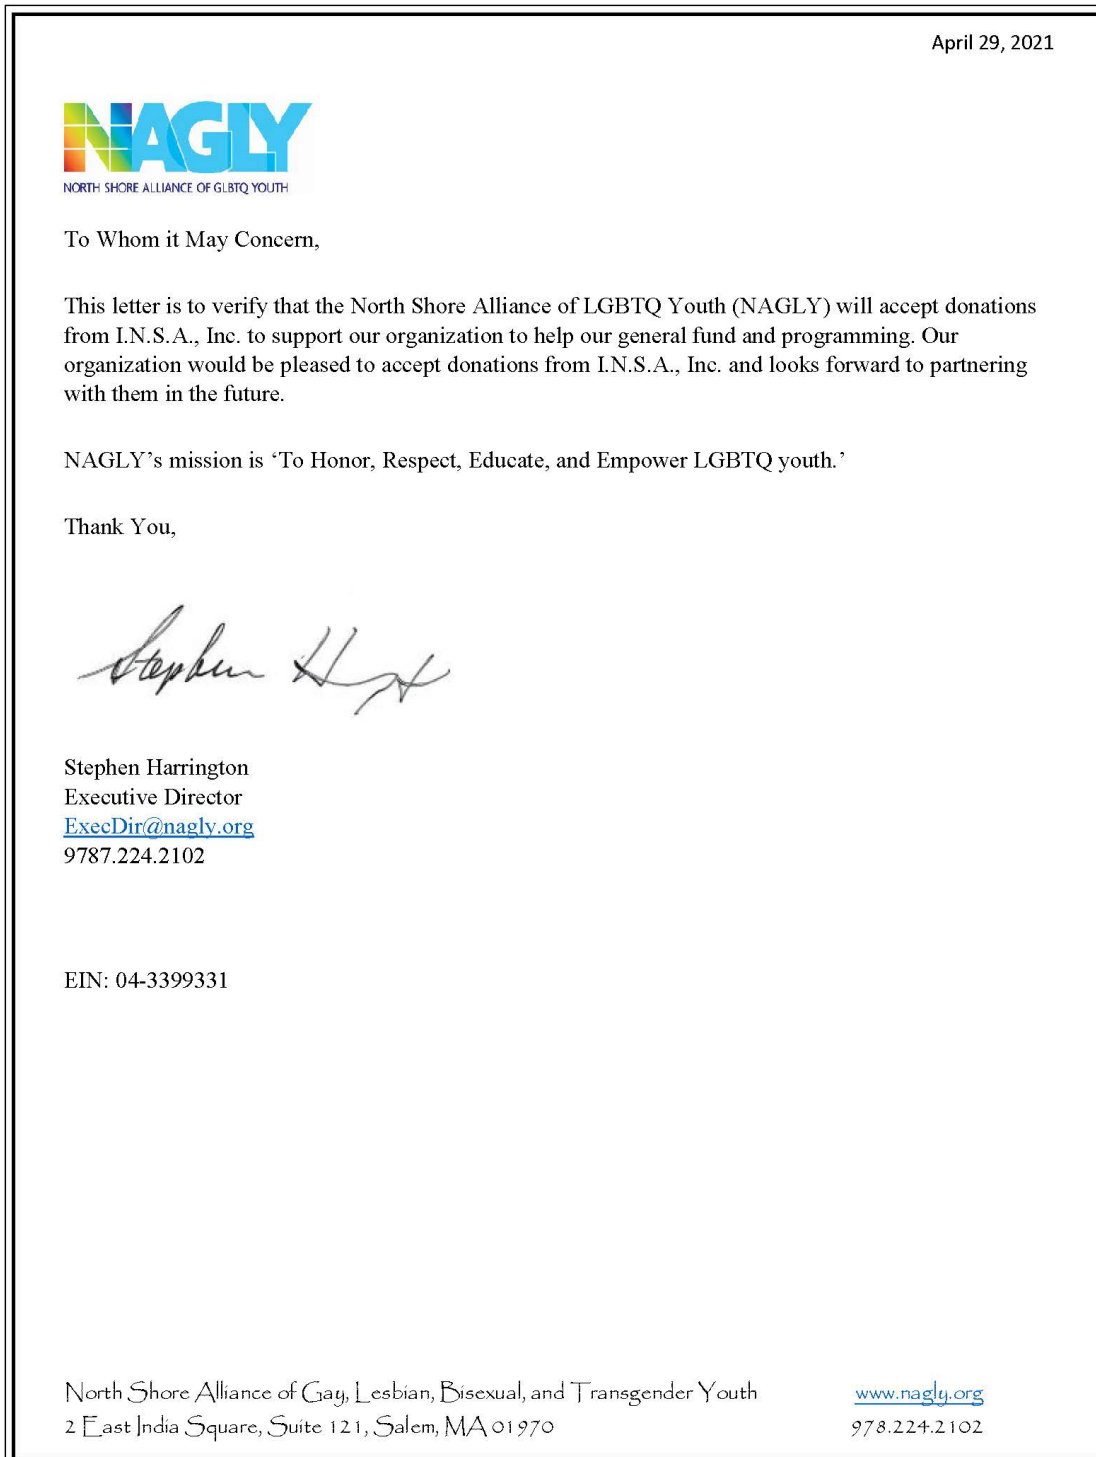 April 29, 2021
NAGLY
NORTH SHORE ALLIANCE OF GLBTQ YOUTH
To Whom it May Concern,
This letter is to verify that the North Shore Alliance of LGBTQ Youth (NAGLY) will accept donations
from I.N.S.A., Inc. to support our organization to help our general fund and programming. Our
organization would be pleased to accept donations from I.N.S.A., Inc. and looks forward to partnering
with them in the future.
NAGLY’s mission is ‘To Honor, Respect, Educate, and Empower LGBTQ youth.’
Thank You,
Stephen
Stephen Harrington
Executive Director
ExecDir@nagly.org
9787.224.2102
EIN: 04-3399331
North Shore Alliance of Gay, Lesbian, Bisexual, and Transgender Youth www.nagly.org
2 East India Square, Suite 121, Salem, MA 01970 978.224.2102